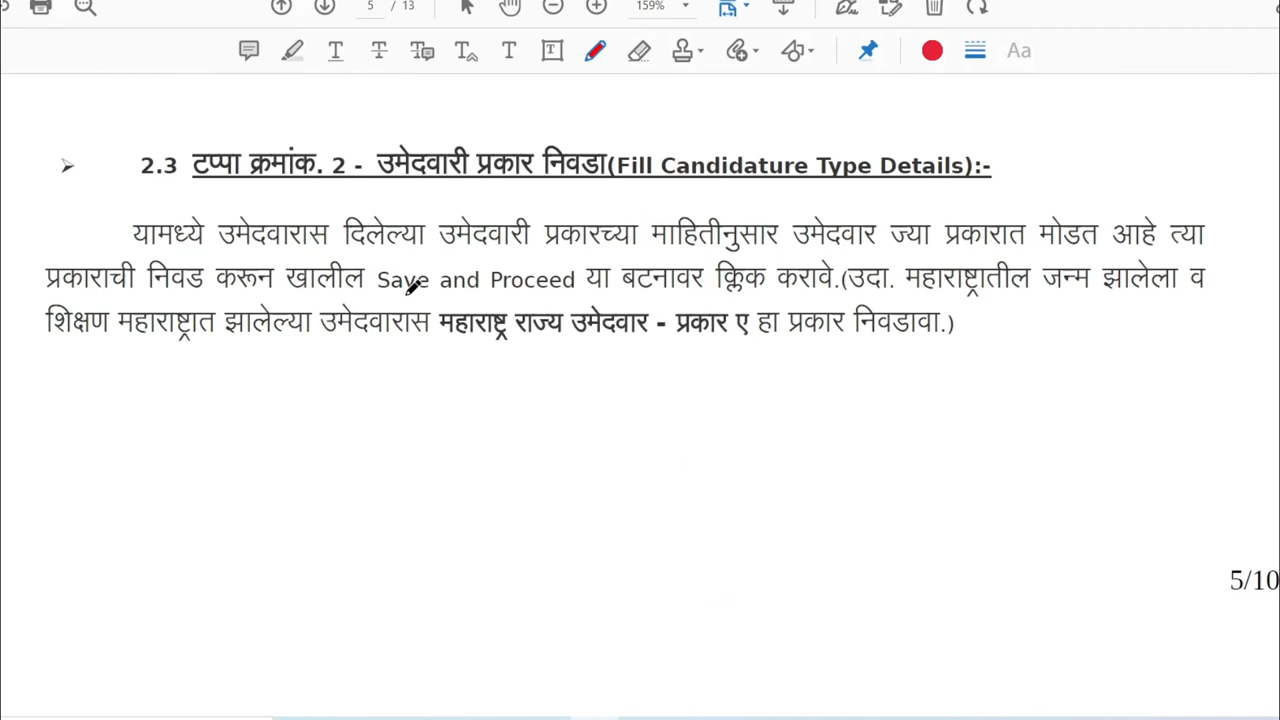 5 / 13
159%
Aa
2.3 टप्पा क्रमांक. 2 - उमेदवारी प्रकार निवडा(Fill Candidature Type Details):-
यामध्ये उमेदवारास दिलेल्या उमेदवारी प्रकारच्या माहितीनुसार उमेदवार ज्या प्रकारात मोडत आहे त्या
प्रकाराची निवड करून खालील Save and Proceed या बटनावर क्लिक करावे.(उदा. महाराष्ट्रातील जन्म झालेला व
शिक्षण महाराष्ट्रात झालेल्या उमेदवारास महाराष्ट्र राज्य उमेदवार - प्रकार ए हा प्रकार निवडावा.)
5/10